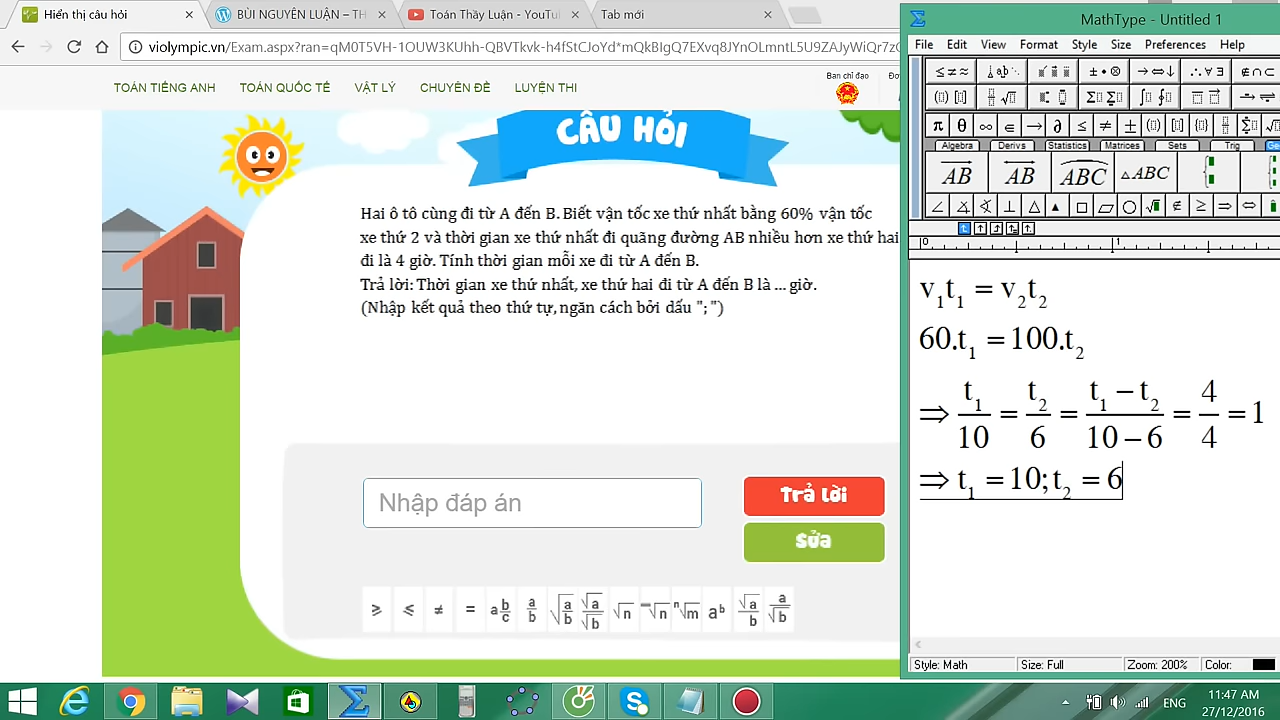 Hiển thị câu hỏi
BÙI NGUYÊN LUẬN – TH
Toán Thầy Luận - YouTu
Tab mới
violympic.vn/Exam.aspx?
TOÁN TIẾNG ANH
TOÁN QUỐC TẾ
VẬT LÝ
CHUYÊN ĐỀ
LUYỆN THI
Ban chỉ đạo
CÂU HỎI
Hai ô tô cùng đi từ A đến B. Biết vận tốc xe thứ nhất bằng 60% vận tốc
xe thứ 2 và thời gian xe thứ nhất đi quãng đường AB nhiều hơn xe thứ hai
đi là 4 giờ. Tính thời gian mỗi xe đi từ A đến B.
Trả lời: Thời gian xe thứ nhất, xe thứ hai đi từ A đến B là ... giờ.
(Nhập kết quả theo thứ tự, ngăn cách bởi dấu ";")
Nhập đáp án
Trả lời
Sửa
MathType - Untitled 1
File Edit View Format Style Size Preferences Help
Algebra Derivs Statistics Matrices Sets Trig
AB AB ABC △ABC
v₁t₁ = v₂t₂
60.t₁ = 100.t₂
⇒ t₁/10 = t₂/6 = (t₁ − t₂)/(10 − 6) = 4/4 = 1
⇒ t₁ = 10; t₂ = 6
Style: Math Size: Full Zoom: 200% Color:
ENG
11:47 AM
27/12/2016